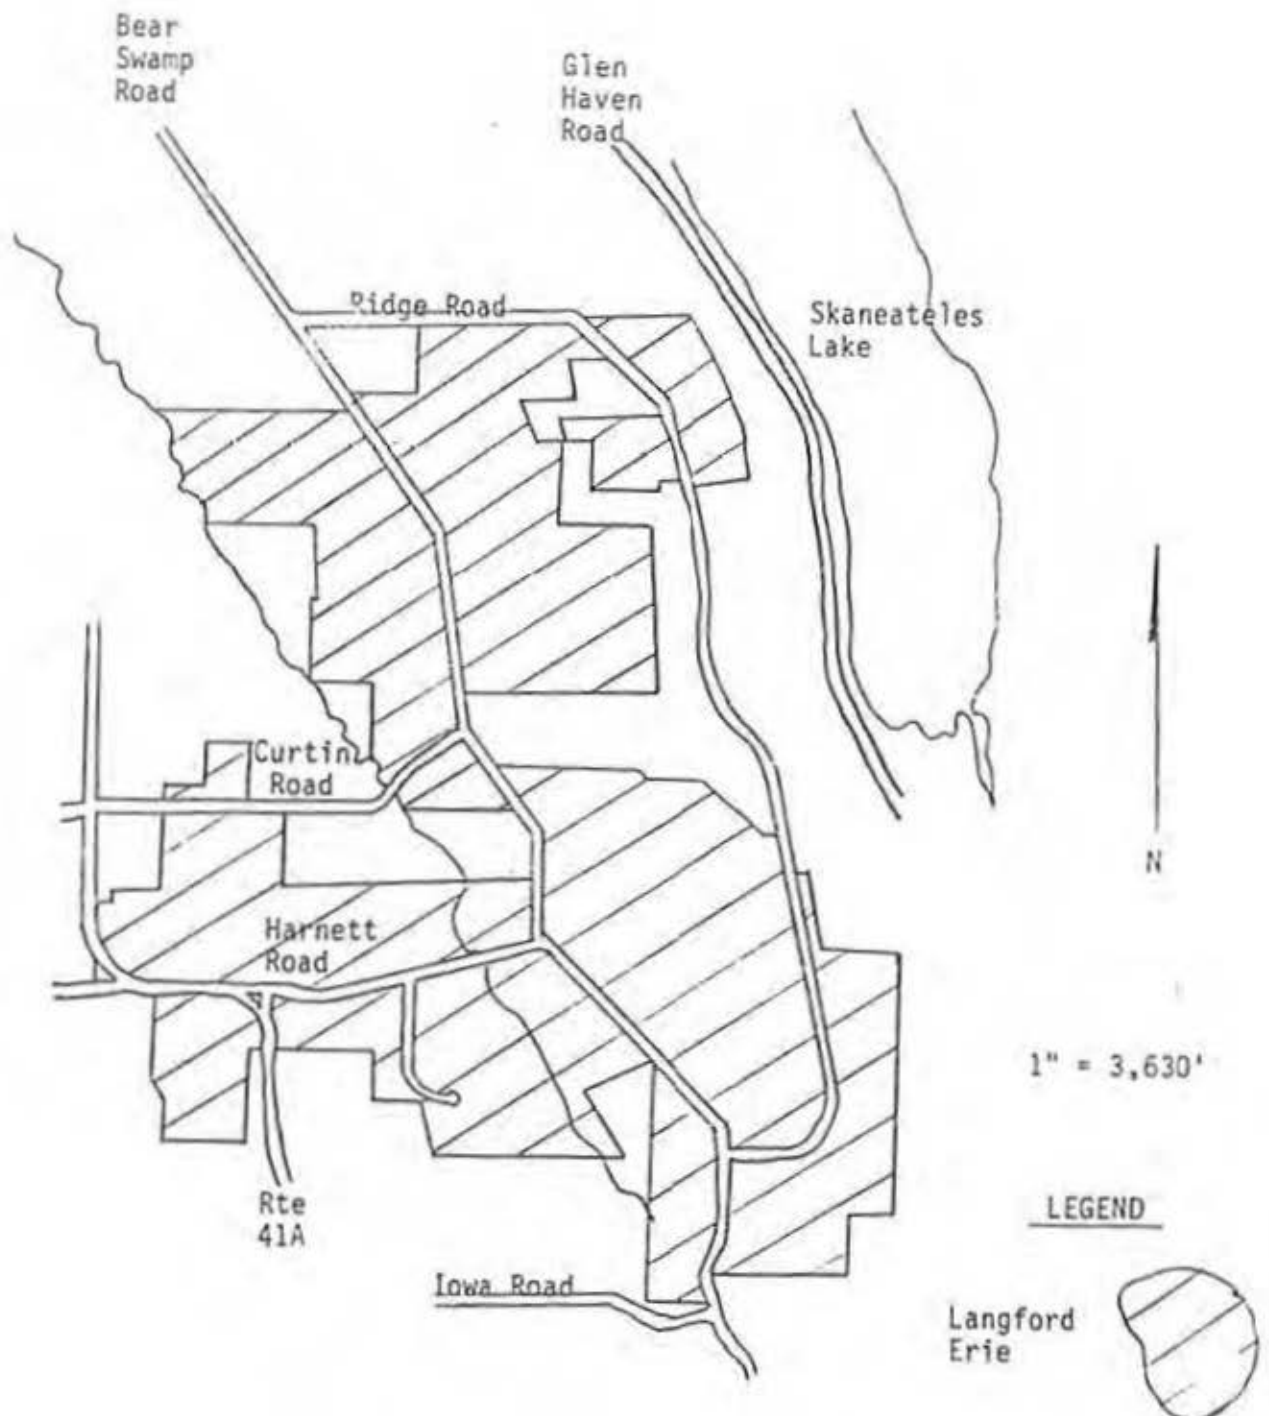 Bear
Swamp
Road
Glen
Haven
Road
Ridge Road
Skaneateles
Lake
Curtin
Road
N
Harnett
Road
1" = 3,630'
Rte
41A
LEGEND
Iowa Road
Langford
Erie